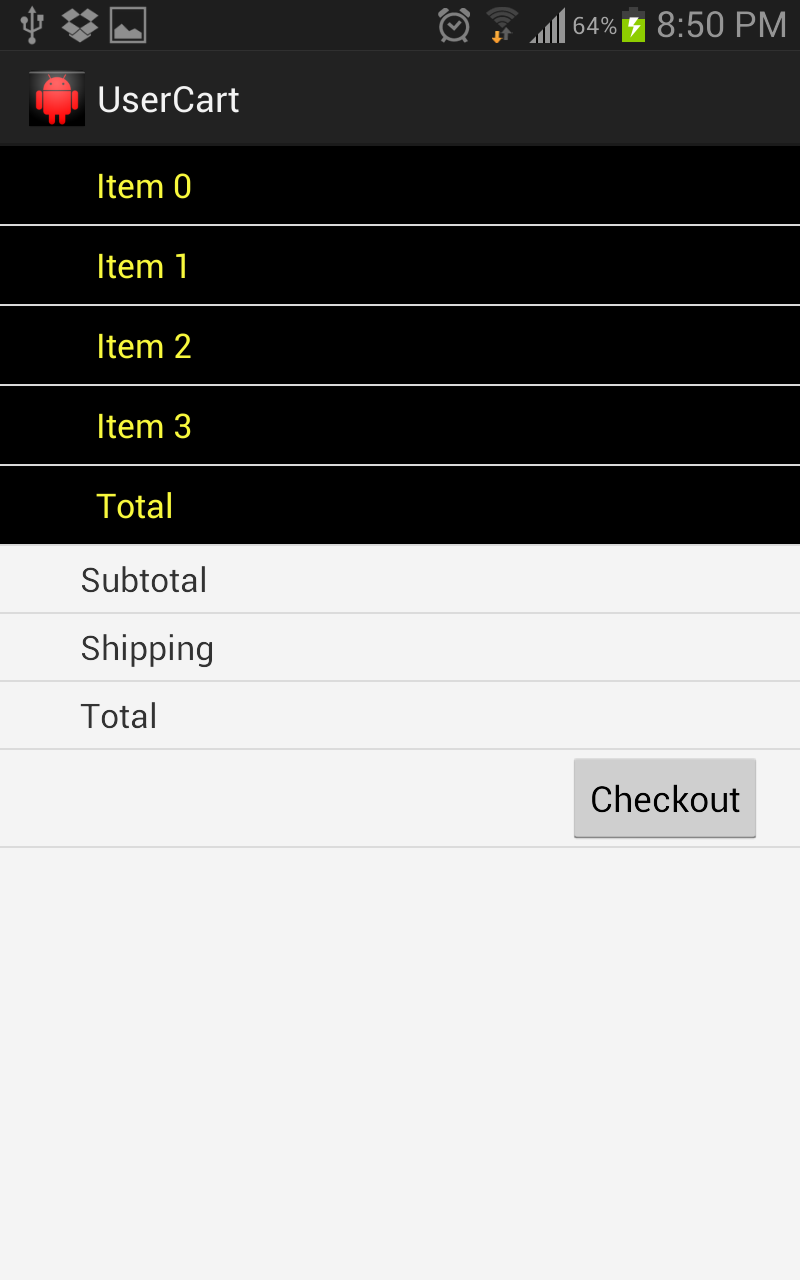 64% 8:50 PM
UserCart
Item 0
Item 1
Item 2
Item 3
Total
Subtotal
Shipping
Total
Checkout